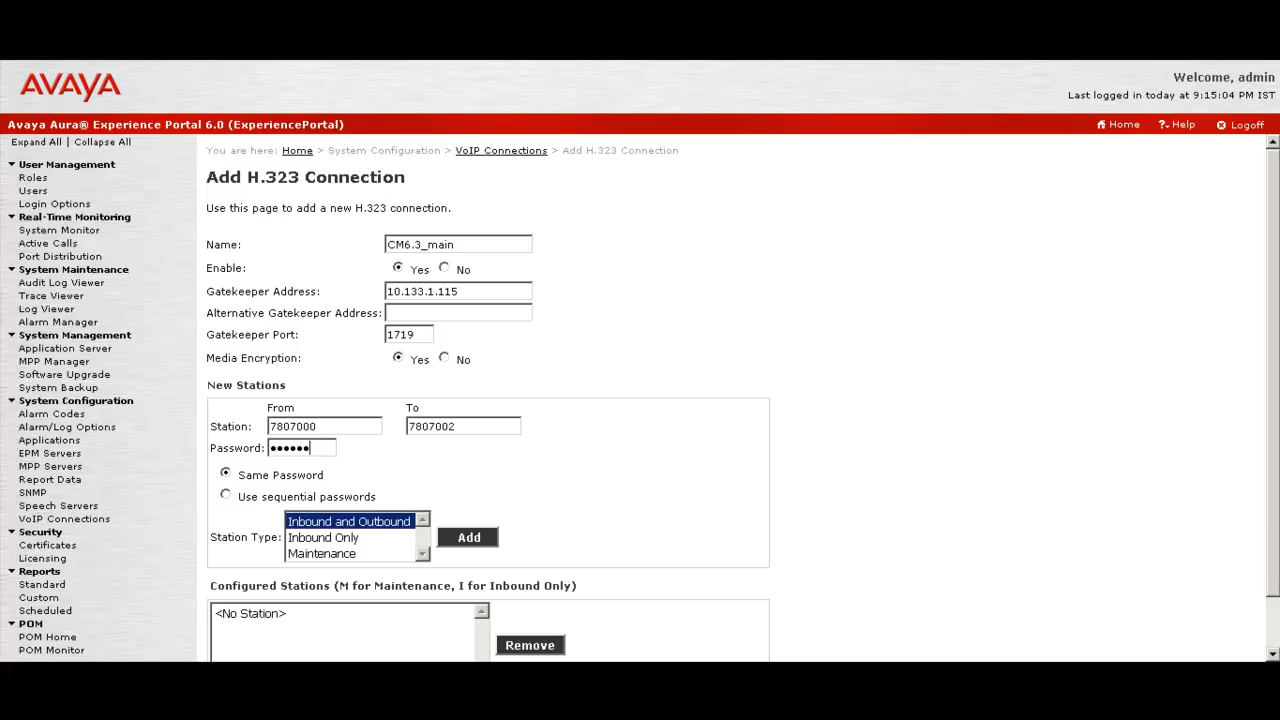 AVAYA
Welcome, admin
Last logged in today at 9:15:04 PM IST
Avaya Aura® Experience Portal 6.0 (ExperiencePortal)
Home
Help
Logoff
Expand All | Collapse All
User Management
Roles
Users
Login Options
Real-Time Monitoring
System Monitor
Active Calls
Port Distribution
System Maintenance
Audit Log Viewer
Trace Viewer
Log Viewer
Alarm Manager
System Management
Application Server
MPP Manager
Software Upgrade
System Backup
System Configuration
Alarm Codes
Alarm/Log Options
Applications
EPM Servers
MPP Servers
Report Data
SNMP
Speech Servers
VoIP Connections
Security
Certificates
Licensing
Reports
Standard
Custom
Scheduled
POM
POM Home
POM Monitor
You are here: Home > System Configuration > VoIP Connections > Add H.323 Connection
Add H.323 Connection
Use this page to add a new H.323 connection.
Name: CM6.3_main
Enable: Yes No
Gatekeeper Address: 10.133.1.115
Alternative Gatekeeper Address:
Gatekeeper Port: 1719
Media Encryption: Yes No
New Stations
From To
Station: 7807000 7807002
Password: ••••••
Same Password
Use sequential passwords
Station Type: Inbound and Outbound
Inbound Only
Maintenance
Add
Configured Stations (M for Maintenance, I for Inbound Only)
<No Station>
Remove